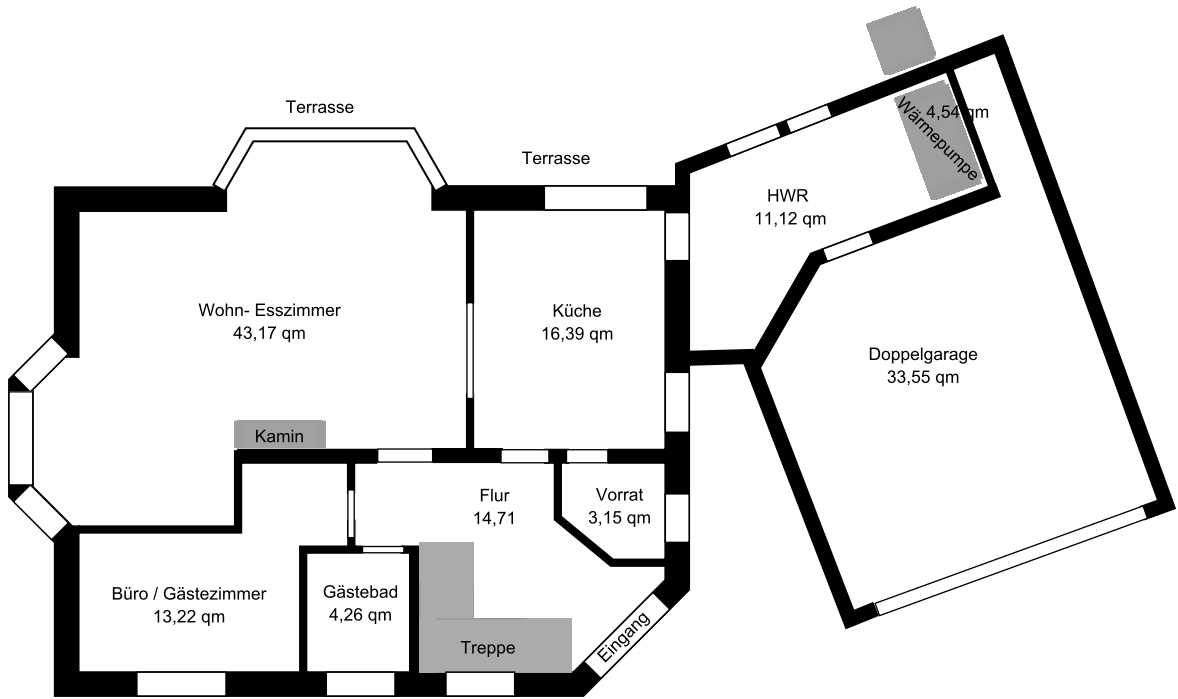 Terrasse
Terrasse
Wärmepumpe
4,54 qm
HWR
11,12 qm
Wohn- Esszimmer
43,17 qm
Küche
16,39 qm
Doppelgarage
33,55 qm
Kamin
Flur
14,71
Vorrat
3,15 qm
Büro / Gästezimmer
13,22 qm
Gästebad
4,26 qm
Treppe
Eingang